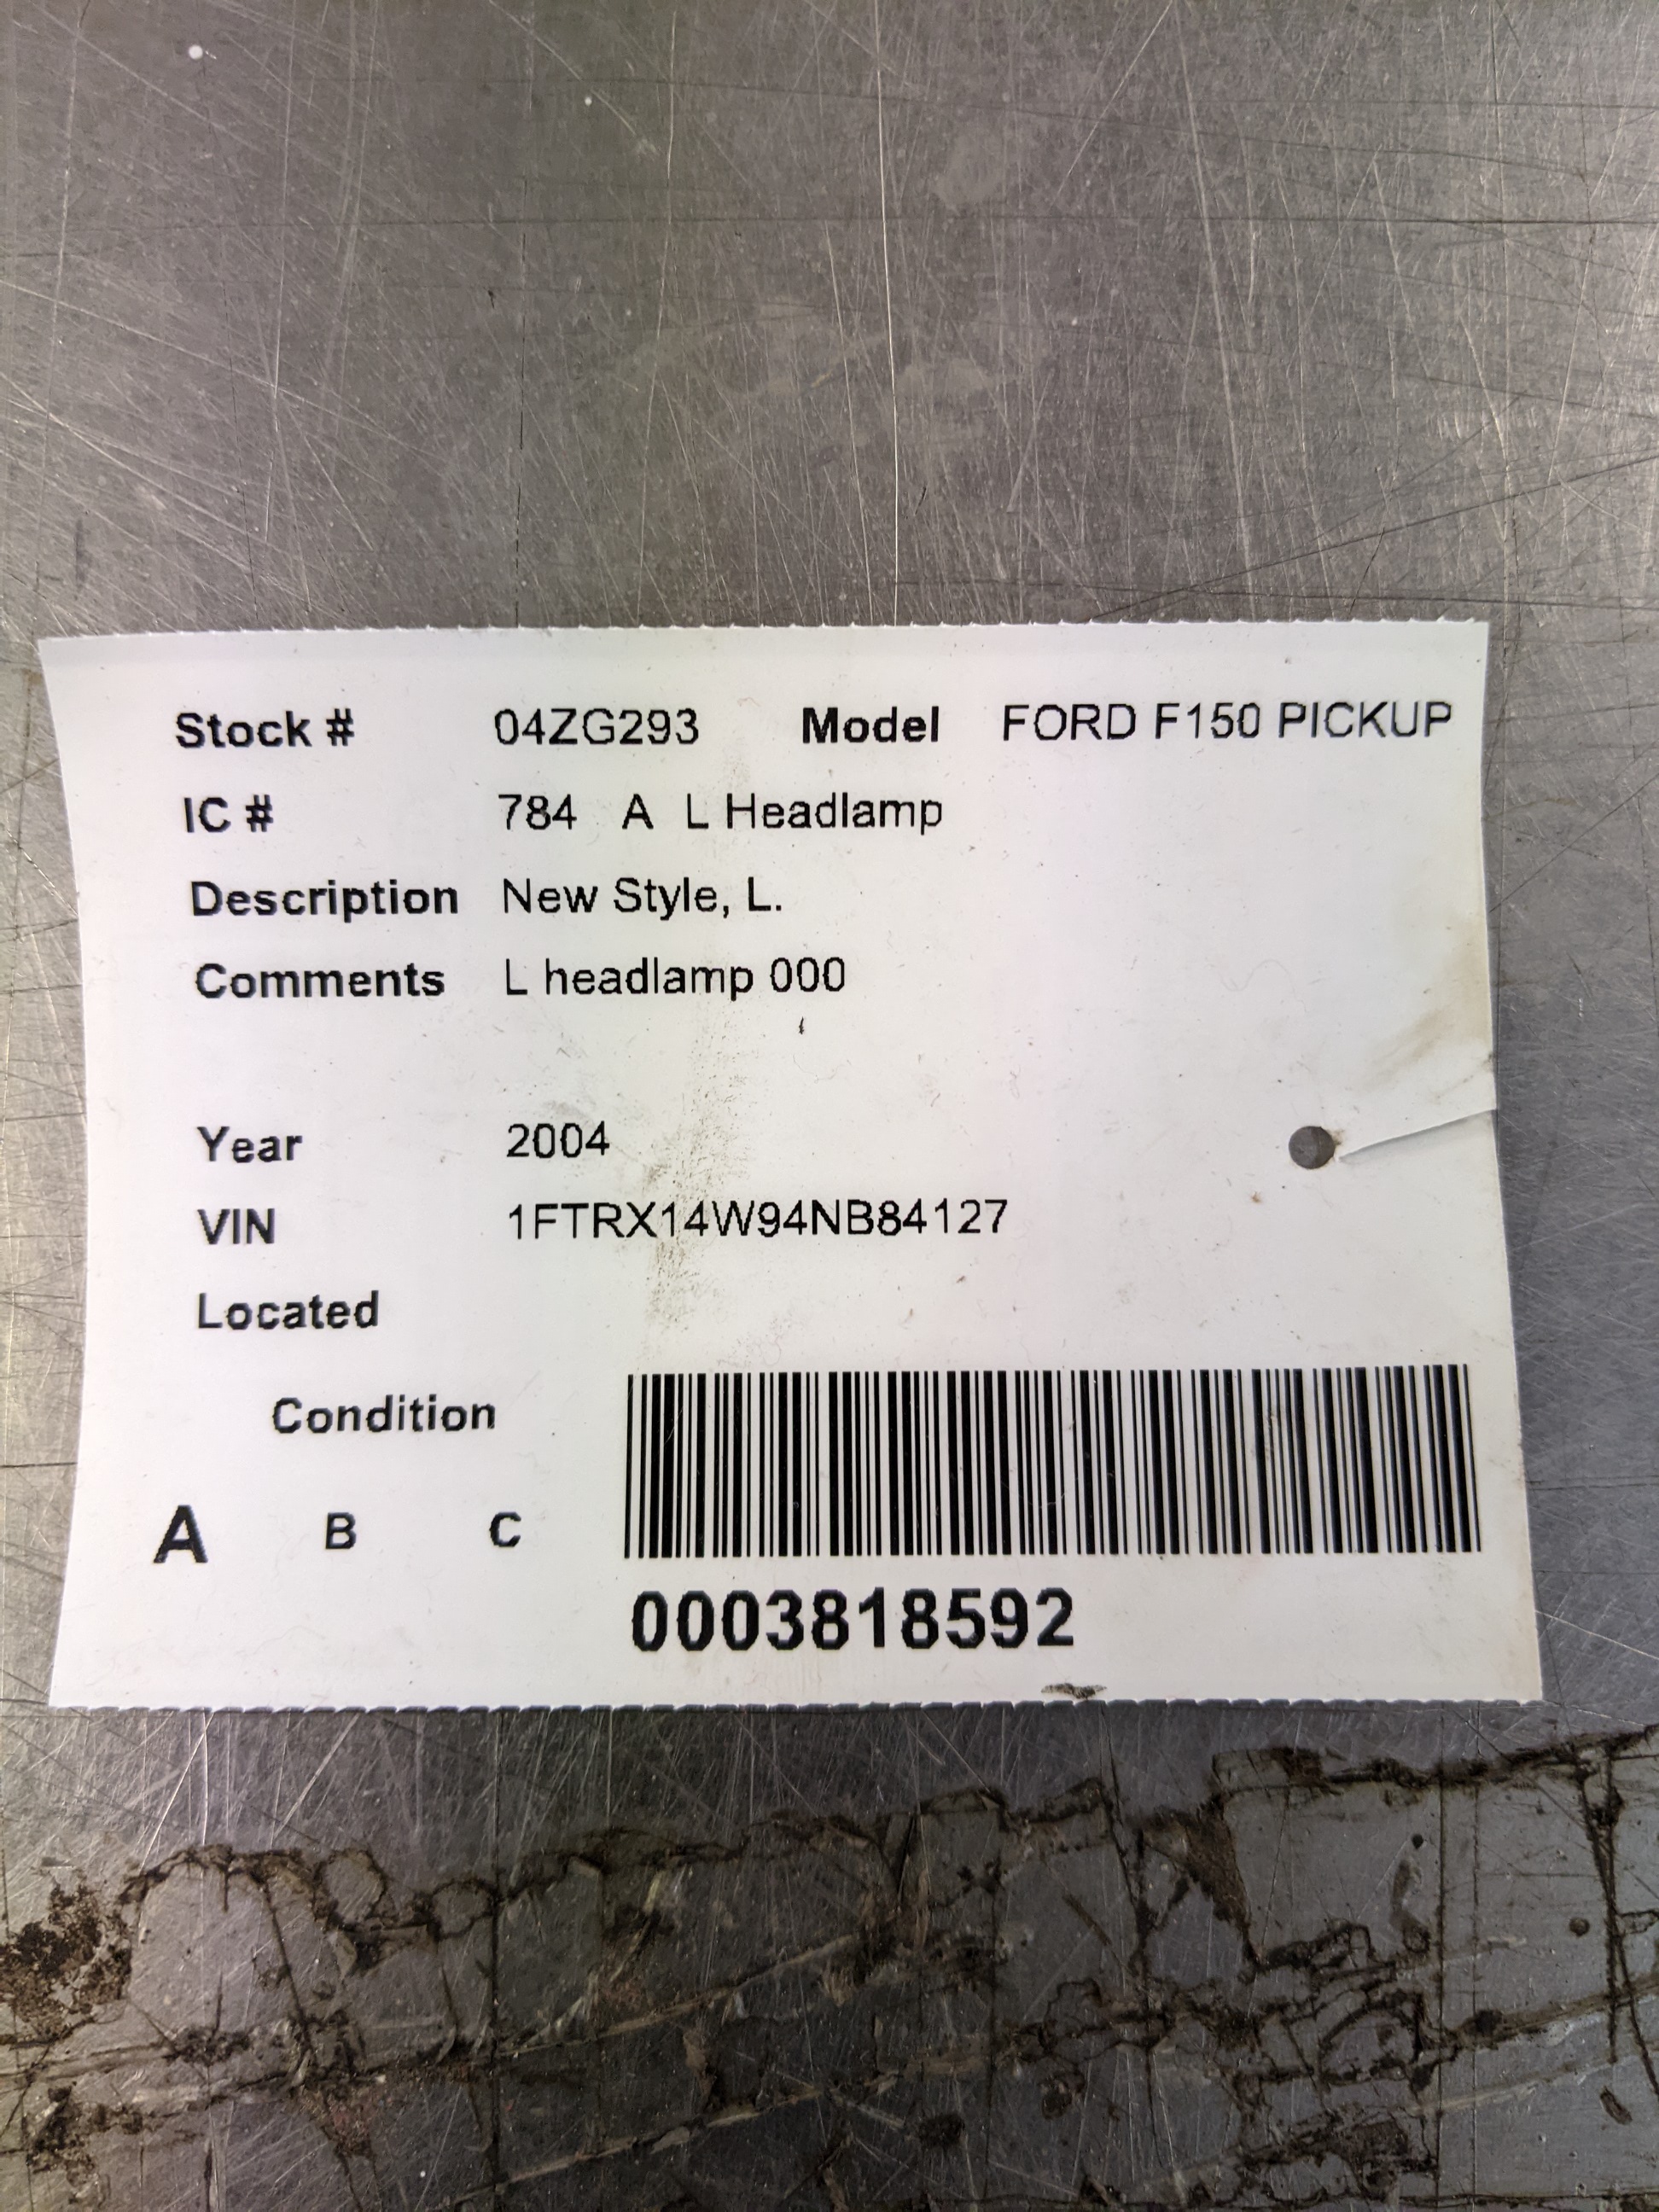 Stock # 04ZG293 Model FORD F150 PICKUP
IC # 784 A L Headlamp
Description New Style, L.
Comments L headlamp 000
Year 2004
VIN 1FTRX14W94NB84127
Located
Condition
A B C
0003818592